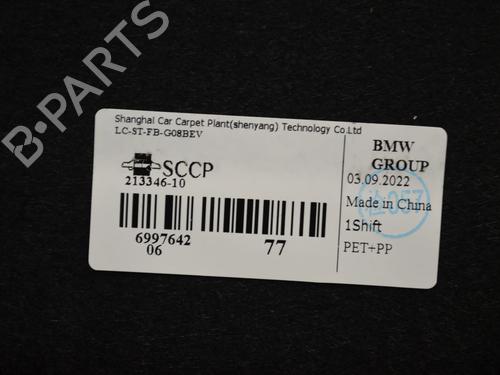 Shanghai Car Carpet Plant(shenyang) Technology Co.Ltd
LC-ST-FB-G08BEV
SCCP
213346-10
6997642
06
77
BMW
GROUP
03.09.2022
Made in China
1Shift
PET+PP
B-PARTS